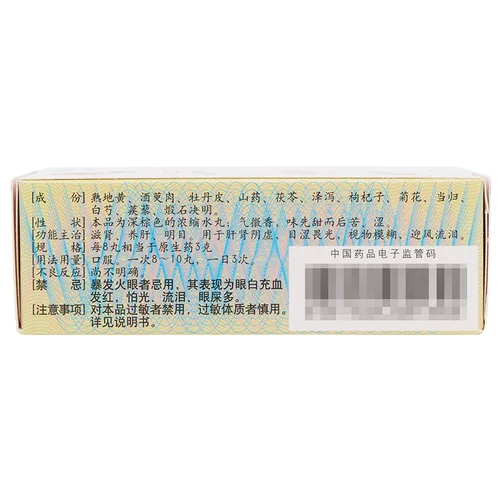 [成 份] 熟地黄、酒萸肉、牡丹皮、山药、茯苓、泽泻、枸杞子、菊花、当归、
白芍、蒺藜、煅石决明。
[性 状] 本品为深棕色的浓缩水丸；气微香，味先甜而后苦、涩。
[功能主治] 滋肾，养肝，明目。用于肝肾阴虚，目涩畏光，视物模糊，迎风流泪。
[规 格] 每8丸相当于原生药3克
[用法用量] 口服，一次8～10丸，一日3次。
[不良反应] 尚不明确。
[禁 忌] 暴发火眼者忌用，其表现为眼白充血
发红，怕光，流泪，眼屎多。
[注意事项] 对本品过敏者禁用，过敏体质者慎用。
详见说明书。
中国药品电子监管码